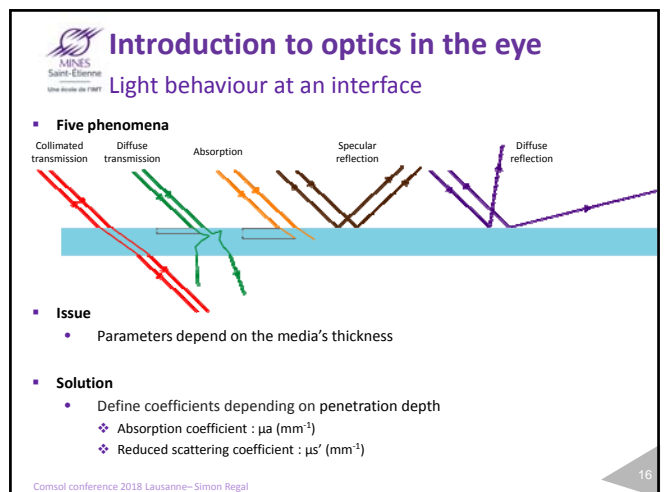 MINES
Saint-Étienne
Une école de l'IMT
Introduction to optics in the eye
Light behaviour at an interface
▪ Five phenomena
Collimated transmission
Diffuse transmission
Absorption
Specular reflection
Diffuse reflection
▪ Issue
• Parameters depend on the media's thickness
▪ Solution
• Define coefficients depending on penetration depth
❖ Absorption coefficient : μa (mm⁻¹)
❖ Reduced scattering coefficient : μs' (mm⁻¹)
Comsol conference 2018 Lausanne– Simon Regal
16